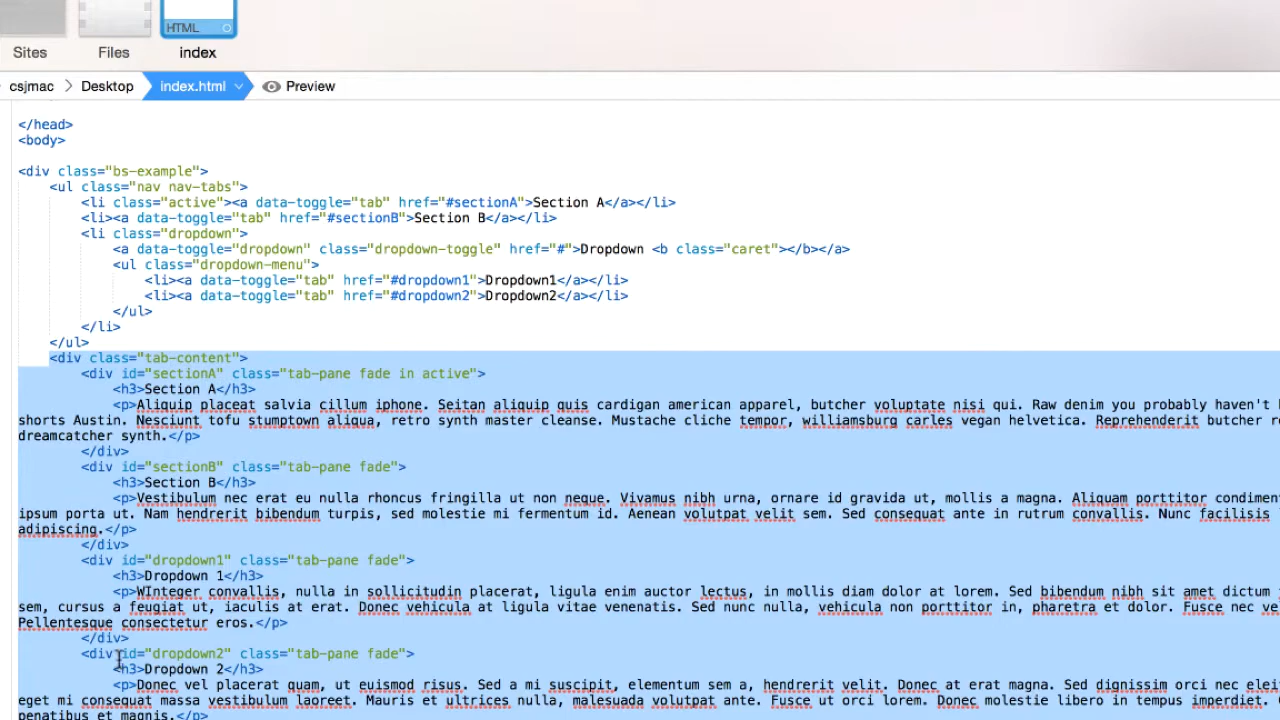 HTML
Sites Files index
csjmac Desktop index.html Preview
</head>
<body>
<div class="bs-example">
<ul class="nav nav-tabs">
<li class="active"><a data-toggle="tab" href="#sectionA">Section A</a></li>
<li><a data-toggle="tab" href="#sectionB">Section B</a></li>
<li class="dropdown">
<a data-toggle="dropdown" class="dropdown-toggle" href="#">Dropdown <b class="caret"></b></a>
<ul class="dropdown-menu">
<li><a data-toggle="tab" href="#dropdown1">Dropdown1</a></li>
<li><a data-toggle="tab" href="#dropdown2">Dropdown2</a></li>
</ul>
</li>
</ul>
<div class="tab-content">
<div id="sectionA" class="tab-pane fade in active">
<h3>Section A</h3>
<p>Aliquip placeat salvia cillum iphone. Seitan aliquip quis cardigan american apparel, butcher voluptate nisi qui. Raw denim you probably haven't
shorts Austin. Nesciunt tofu stumptown aliqua, retro synth master cleanse. Mustache cliche tempor, williamsburg carles vegan helvetica. Reprehenderit butcher
dreamcatcher synth.</p>
</div>
<div id="sectionB" class="tab-pane fade">
<h3>Section B</h3>
<p>Vestibulum nec erat eu nulla rhoncus fringilla ut non neque. Vivamus nibh urna, ornare id gravida ut, mollis a magna. Aliquam porttitor condimen
ipsum porta ut. Nam hendrerit bibendum turpis, sed molestie mi fermentum id. Aenean volutpat velit sem. Sed consequat ante in rutrum convallis. Nunc facilisis
adipiscing.</p>
</div>
<div id="dropdown1" class="tab-pane fade">
<h3>Dropdown 1</h3>
<p>WInteger convallis, nulla in sollicitudin placerat, ligula enim auctor lectus, in mollis diam dolor at lorem. Sed bibendum nibh sit amet dictum
sem, cursus a feugiat ut, iaculis at erat. Donec vehicula at ligula vitae venenatis. Sed nunc nulla, vehicula non porttitor in, pharetra et dolor. Fusce nec ve
Pellentesque consectetur eros.</p>
</div>
<div id="dropdown2" class="tab-pane fade">
<h3>Dropdown 2</h3>
<p>Donec vel placerat quam, ut euismod risus. Sed a mi suscipit, elementum sem a, hendrerit velit. Donec at erat magna. Sed dignissim orci nec elei
eget mi consequat massa vestibulum laoreet. Mauris et ultrices nulla, malesuada volutpat ante. Fusce ut orci lorem. Donec molestie libero in tempus imperdiet.
penatibus et magnis.</p>